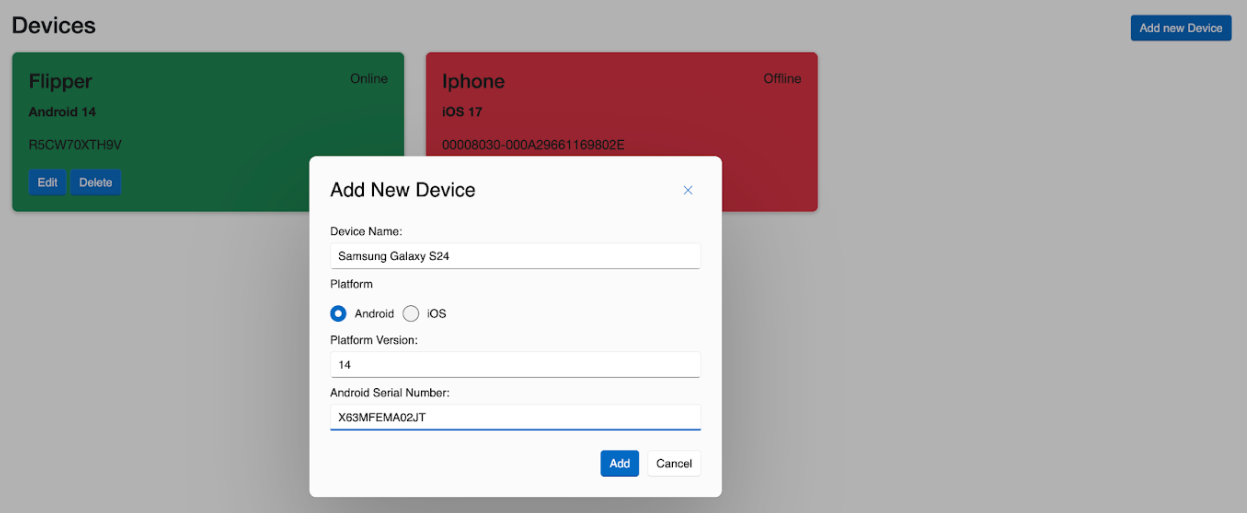 Devices
Add new Device
Flipper
Online
Android 14
R5CW70XTH9V
Edit Delete
Iphone
Offline
iOS 17
00008030-000A29661169802E
Add New Device
Device Name:
Samsung Galaxy S24
Platform
Android iOS
Platform Version:
14
Android Serial Number:
X63MFEMA02JT
Add Cancel